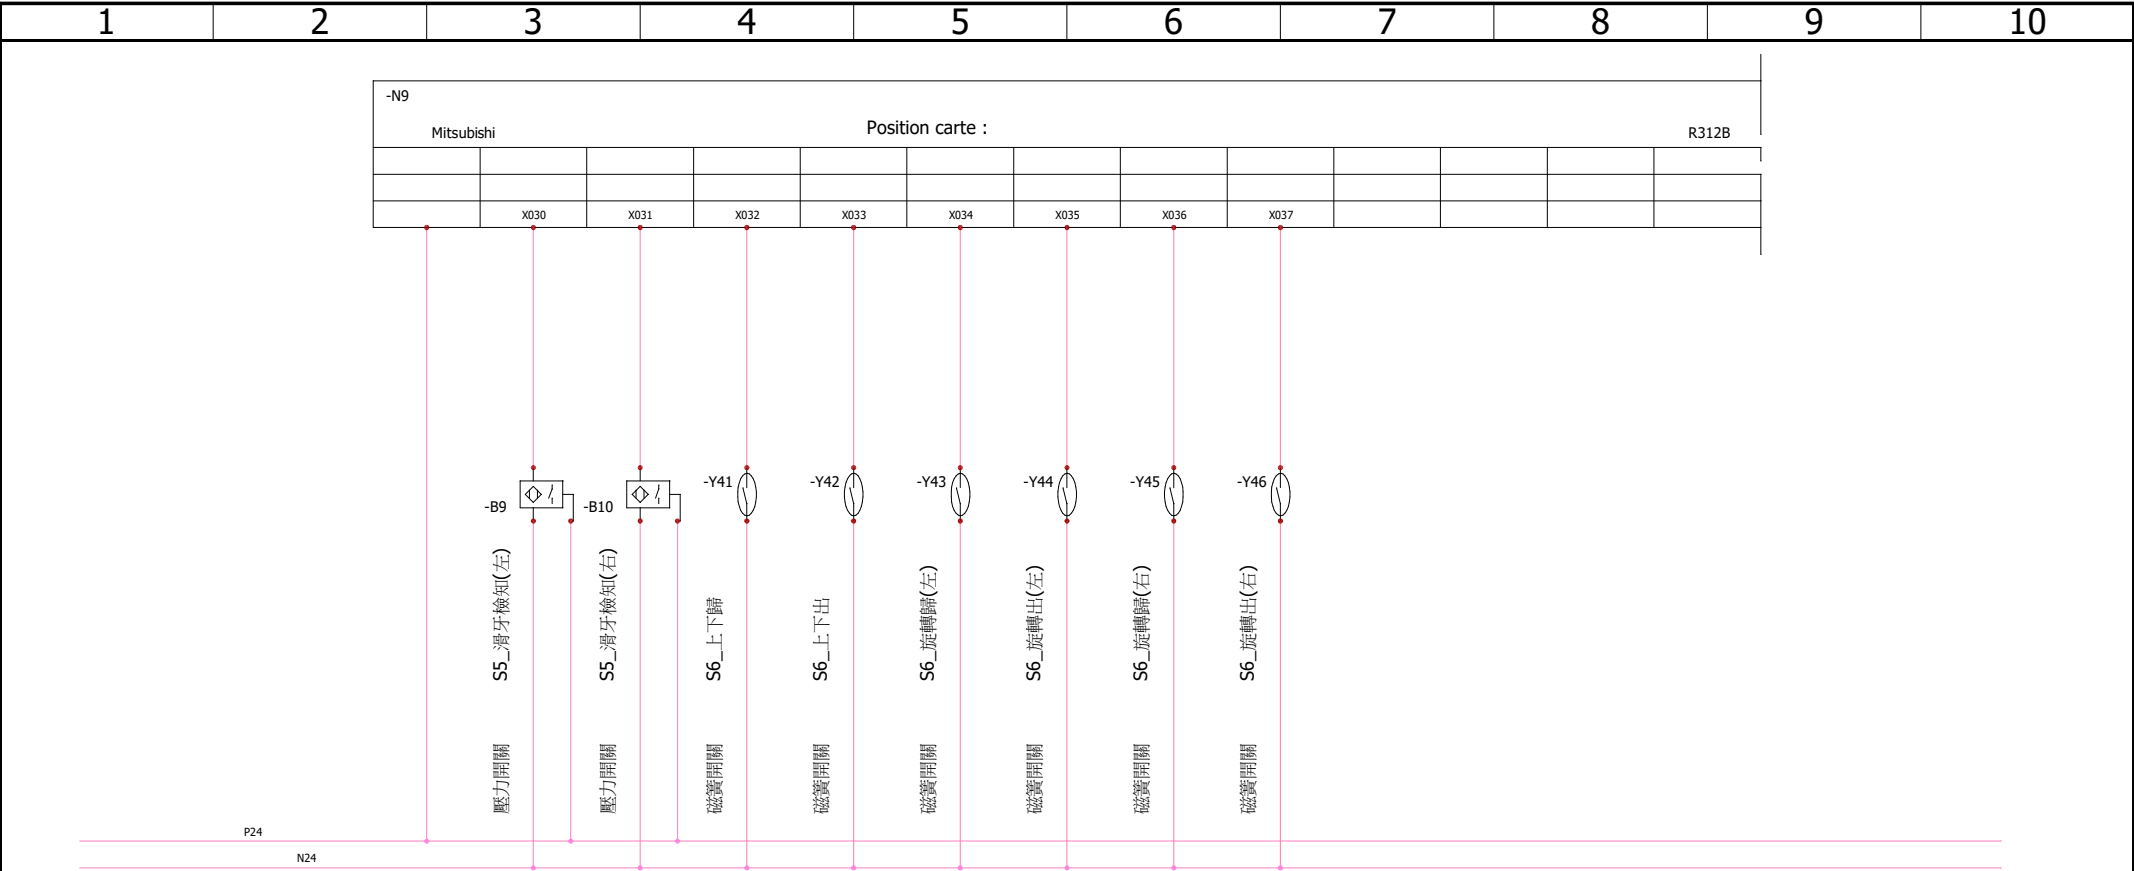 1 2 3 4 5 6 7 8 9 10
-N9
Mitsubishi
Position carte :
R312B
X030 X031 X032 X033 X034 X035 X036 X037
-B9
-B10
-Y41
-Y42
-Y43
-Y44
-Y45
-Y46
S5_滑牙檢知(左)
S5_滑牙檢知(右)
S6_上下歸
S6_上下出
S6_旋轉歸(左)
S6_旋轉出(左)
S6_旋轉歸(右)
S6_旋轉出(右)
壓力開關
壓力開關
磁簧開關
磁簧開關
磁簧開關
磁簧開關
磁簧開關
磁簧開關
P24
N24